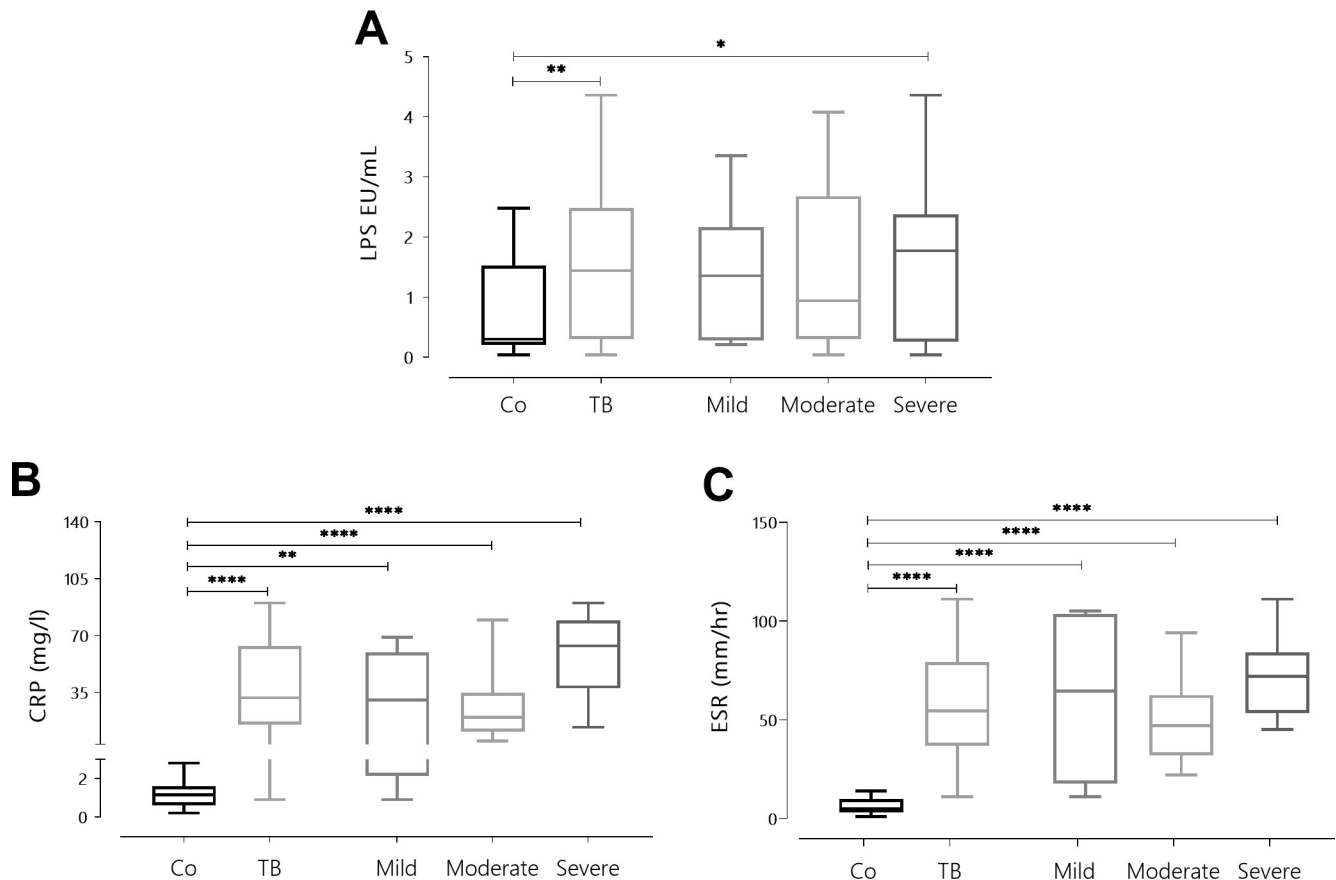 A
LPS EU/mL
5
4
3
2
1
0
*
**
Co TB Mild Moderate Severe
B
CRP (mg/l)
140
105
70
35
2
0
****
****
**
****
Co TB Mild Moderate Severe
C
ESR (mm/hr)
150
100
50
0
****
****
****
****
Co TB Mild Moderate Severe